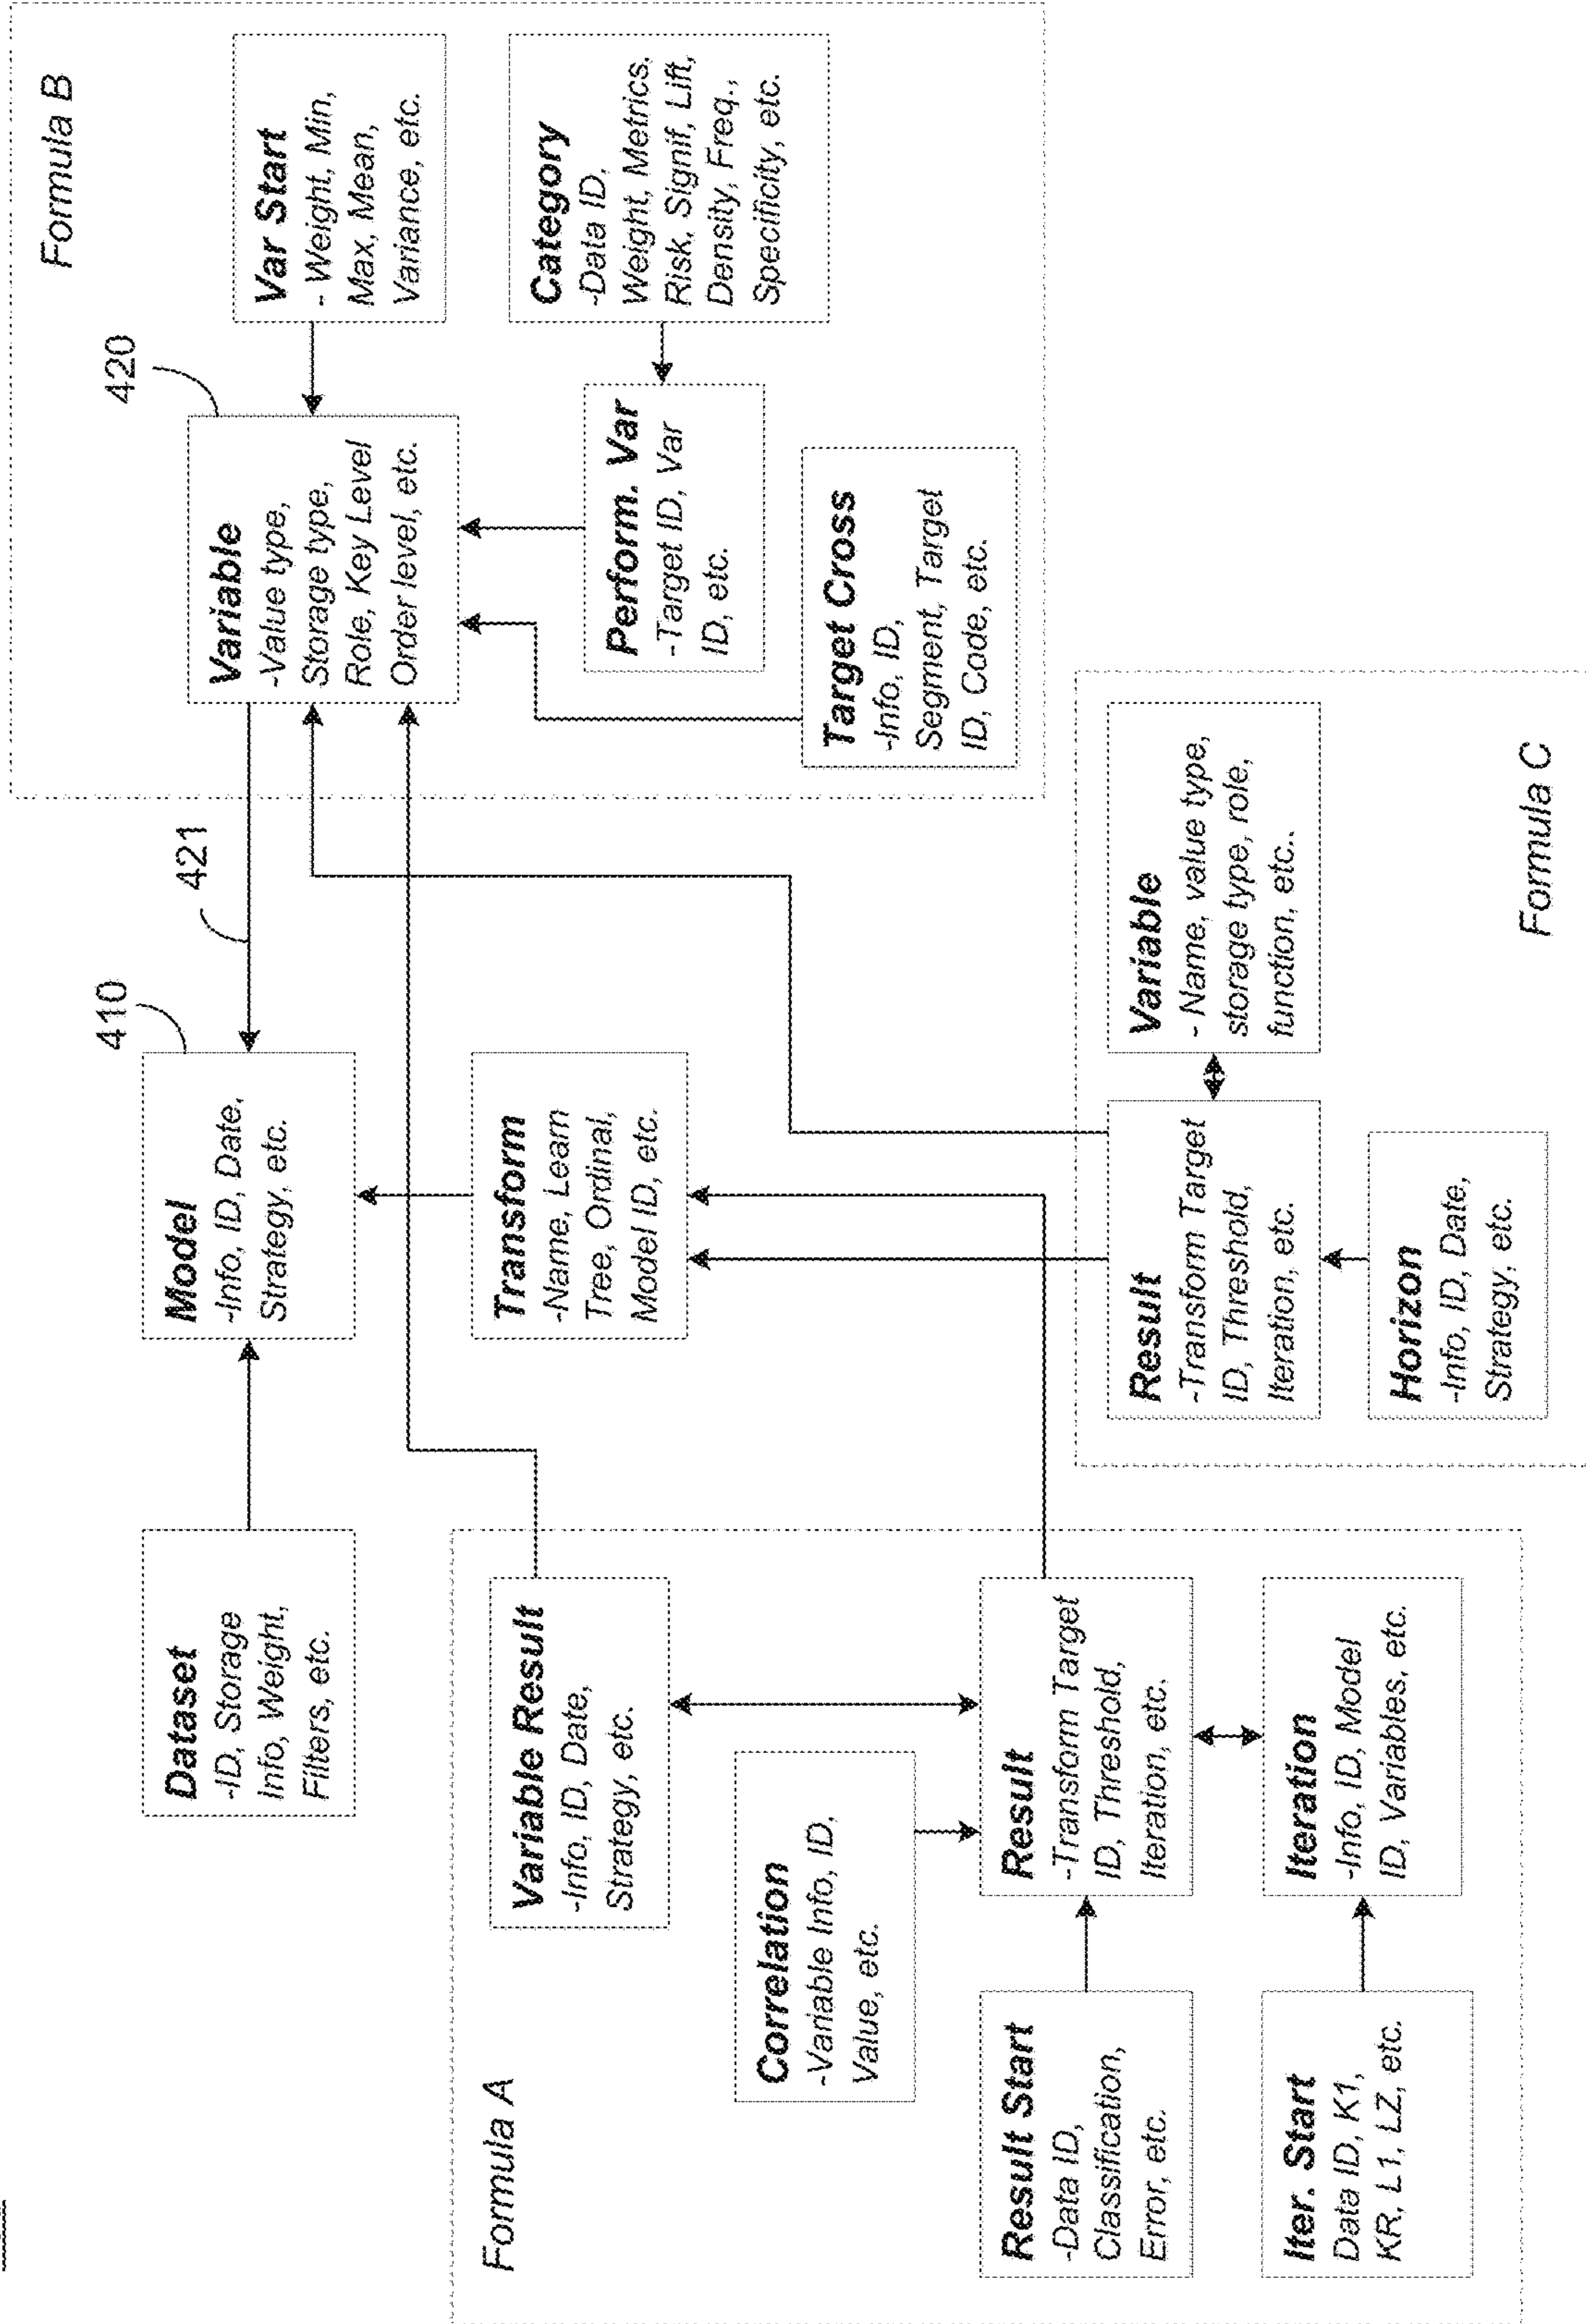 Dataset
-ID, Storage
Info, Weight,
Filters, etc.
410
Model
-Info, ID, Date,
Strategy, etc.
421
Formula B
420
Variable
-Value type,
Storage type,
Role, Key Level
Order level, etc.
Var Start
- Weight, Min,
Max, Mean,
Variance, etc.
Perform. Var
-Target ID, Var
ID, etc.
Category
-Data ID,
Weight, Metrics,
Risk, Signif, Lift,
Density, Freq.,
Specificity, etc.
Target Cross
-Info, ID,
Segment, Target
ID, Code, etc.
Transform
-Name, Learn
Tree, Ordinal,
Model ID, etc.
Formula A
Variable Result
-Info, ID, Date,
Strategy, etc.
Correlation
-Variable Info, ID,
Value, etc.
Result Start
-Data ID,
Classification,
Error, etc.
Result
-Transform Target
ID, Threshold,
Iteration, etc.
Iter. Start
Data ID, K1,
KR, L1, LZ, etc.
Iteration
-Info, ID, Model
ID, Variables, etc.
Result
-Transform Target
ID, Threshold,
Iteration, etc.
Variable
- Name, value type,
storage type, role,
function, etc..
Horizon
-Info, ID, Date,
Strategy, etc.
Formula C